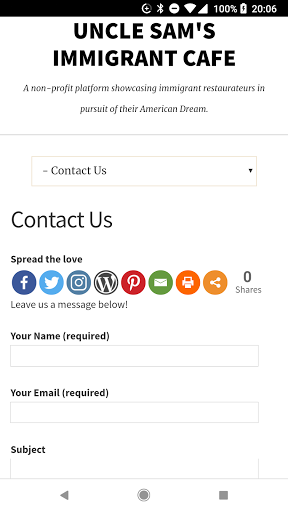 100% 20:06
UNCLE SAM'S
IMMIGRANT CAFE
A non-profit platform showcasing immigrant restaurateurs in
pursuit of their American Dream.
- Contact Us
Contact Us
Spread the love
0
Shares
Leave us a message below!
Your Name (required)
Your Email (required)
Subject